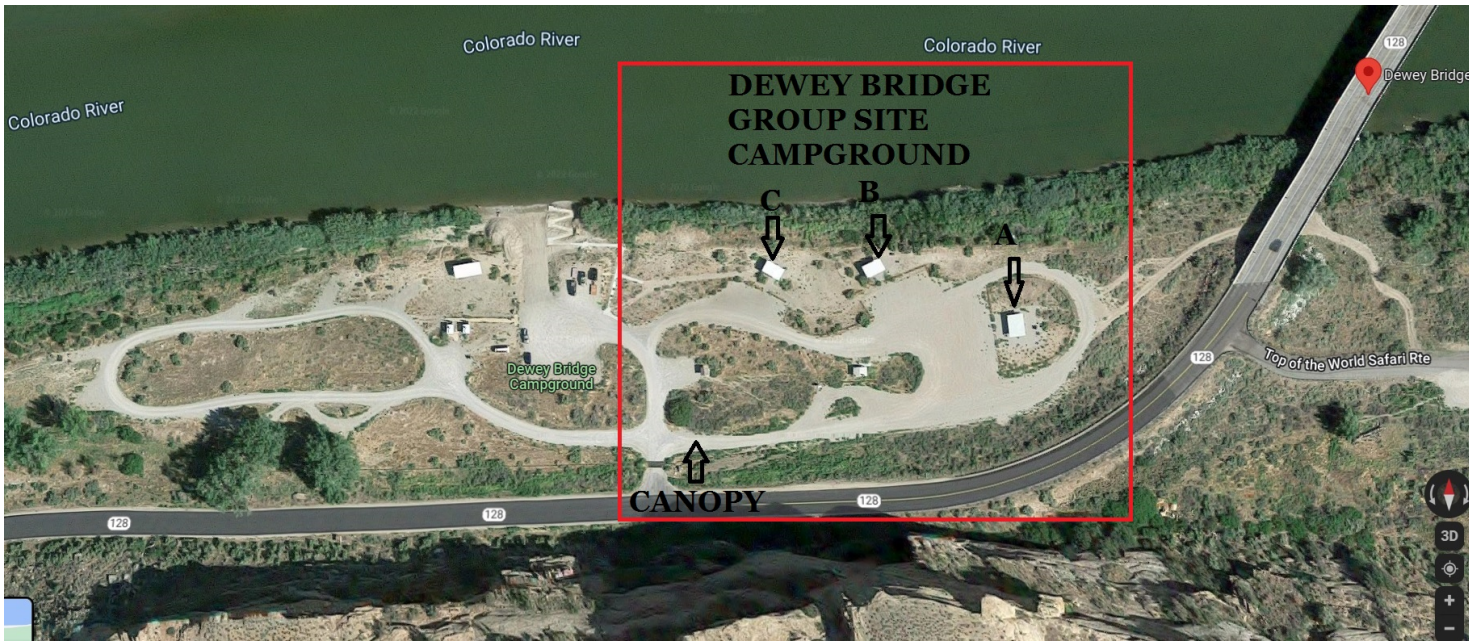 Colorado River
Colorado River
Colorado River
128
Dewey Bridge
DEWEY BRIDGE
GROUP SITE
CAMPGROUND
C
B
A
128
Top of the World Safari Rte
Dewey Bridge
Campground
CANOPY
128
128
128
3D
+
−